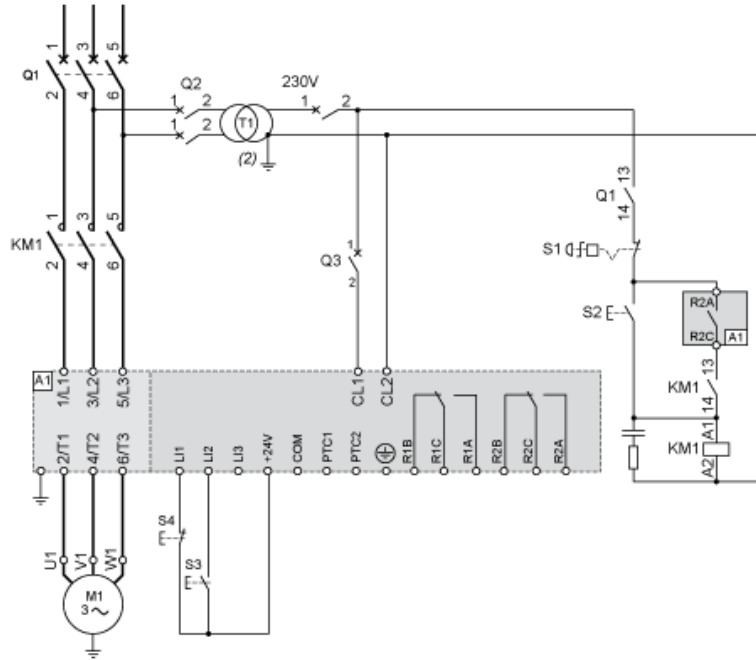 1 3 5
Q1
2 4 6
Q2
1 2
1 2
T1
(2)
230V
1 2
13
Q1
14
1 3 5
KM1
2 4 6
1
Q3
2
S1
S2
R2A
R2C
A1
13
KM1
14
A1
KM1
A2
A1
1/L1 3/L2 5/L3
CL1 CL2
2/T1 4/T2 6/T3
LI1 LI2 LI3 +24V COM PTC1 PTC2 R1B R1C R1A R2B R2C R2A
S4
S3
U1 V1 W1
M1
3